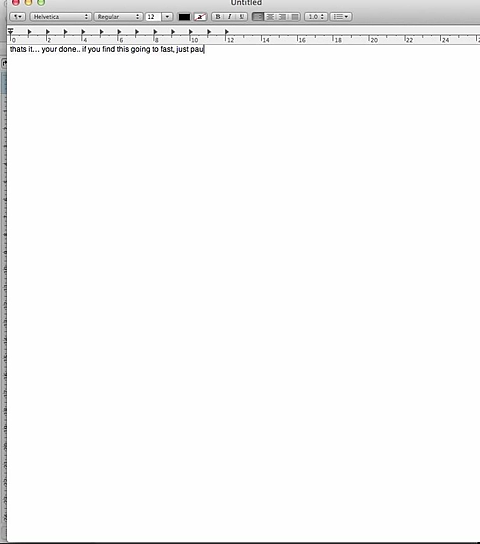 Untitled
Helvetica Regular 12 B I U 1.0
0 2 4 6 8 10 12 14 16 18 20 22 24
thats it... your done.. if you find this going to fast, just pau